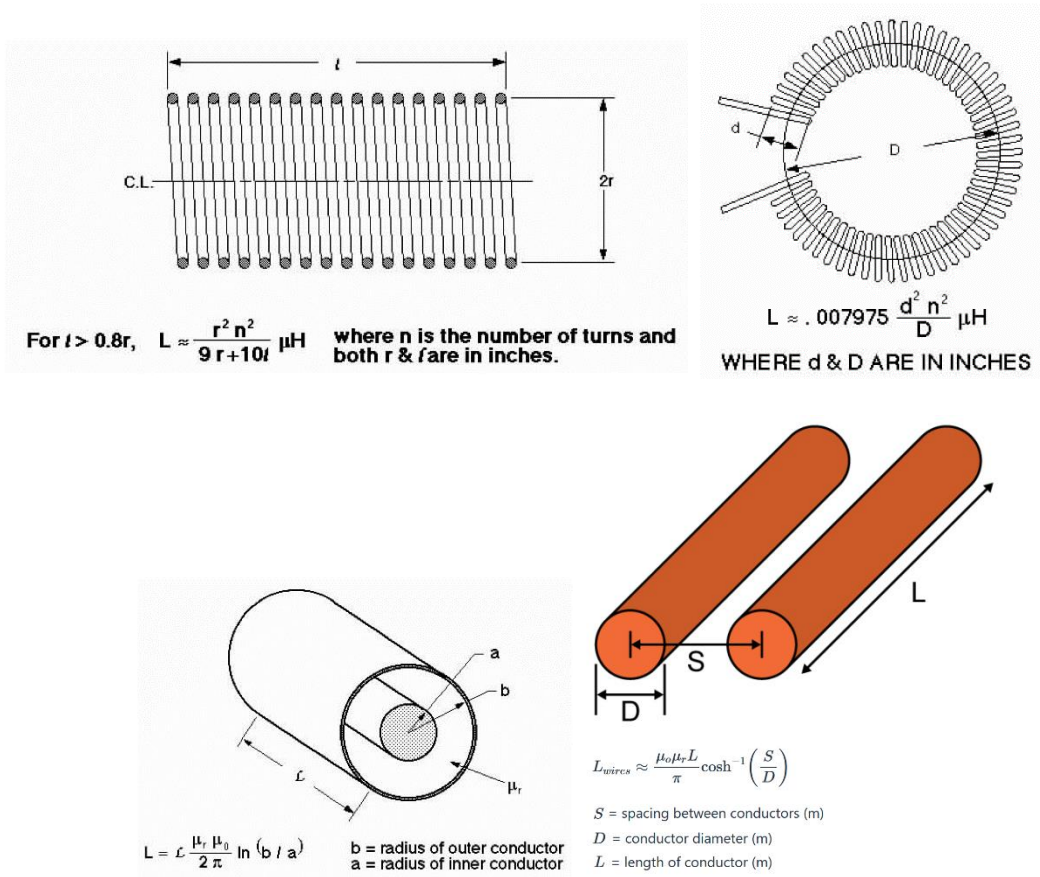 ℓ
C.L.
2r
For ℓ > 0.8r, L ≈ r² n² / 9 r+10ℓ μH where n is the number of turns and
both r & ℓ are in inches.
d
D
L ≈ . 007975 d² n² / D μH
WHERE d & D ARE IN INCHES
a
b
ℒ
μr
L = ℒ μr μ0 / 2 π ln (b / a)
b = radius of outer conductor
a = radius of inner conductor
L
S
D
Lwires ≈ μoμrL / π cosh⁻¹(S / D)
S = spacing between conductors (m)
D = conductor diameter (m)
L = length of conductor (m)